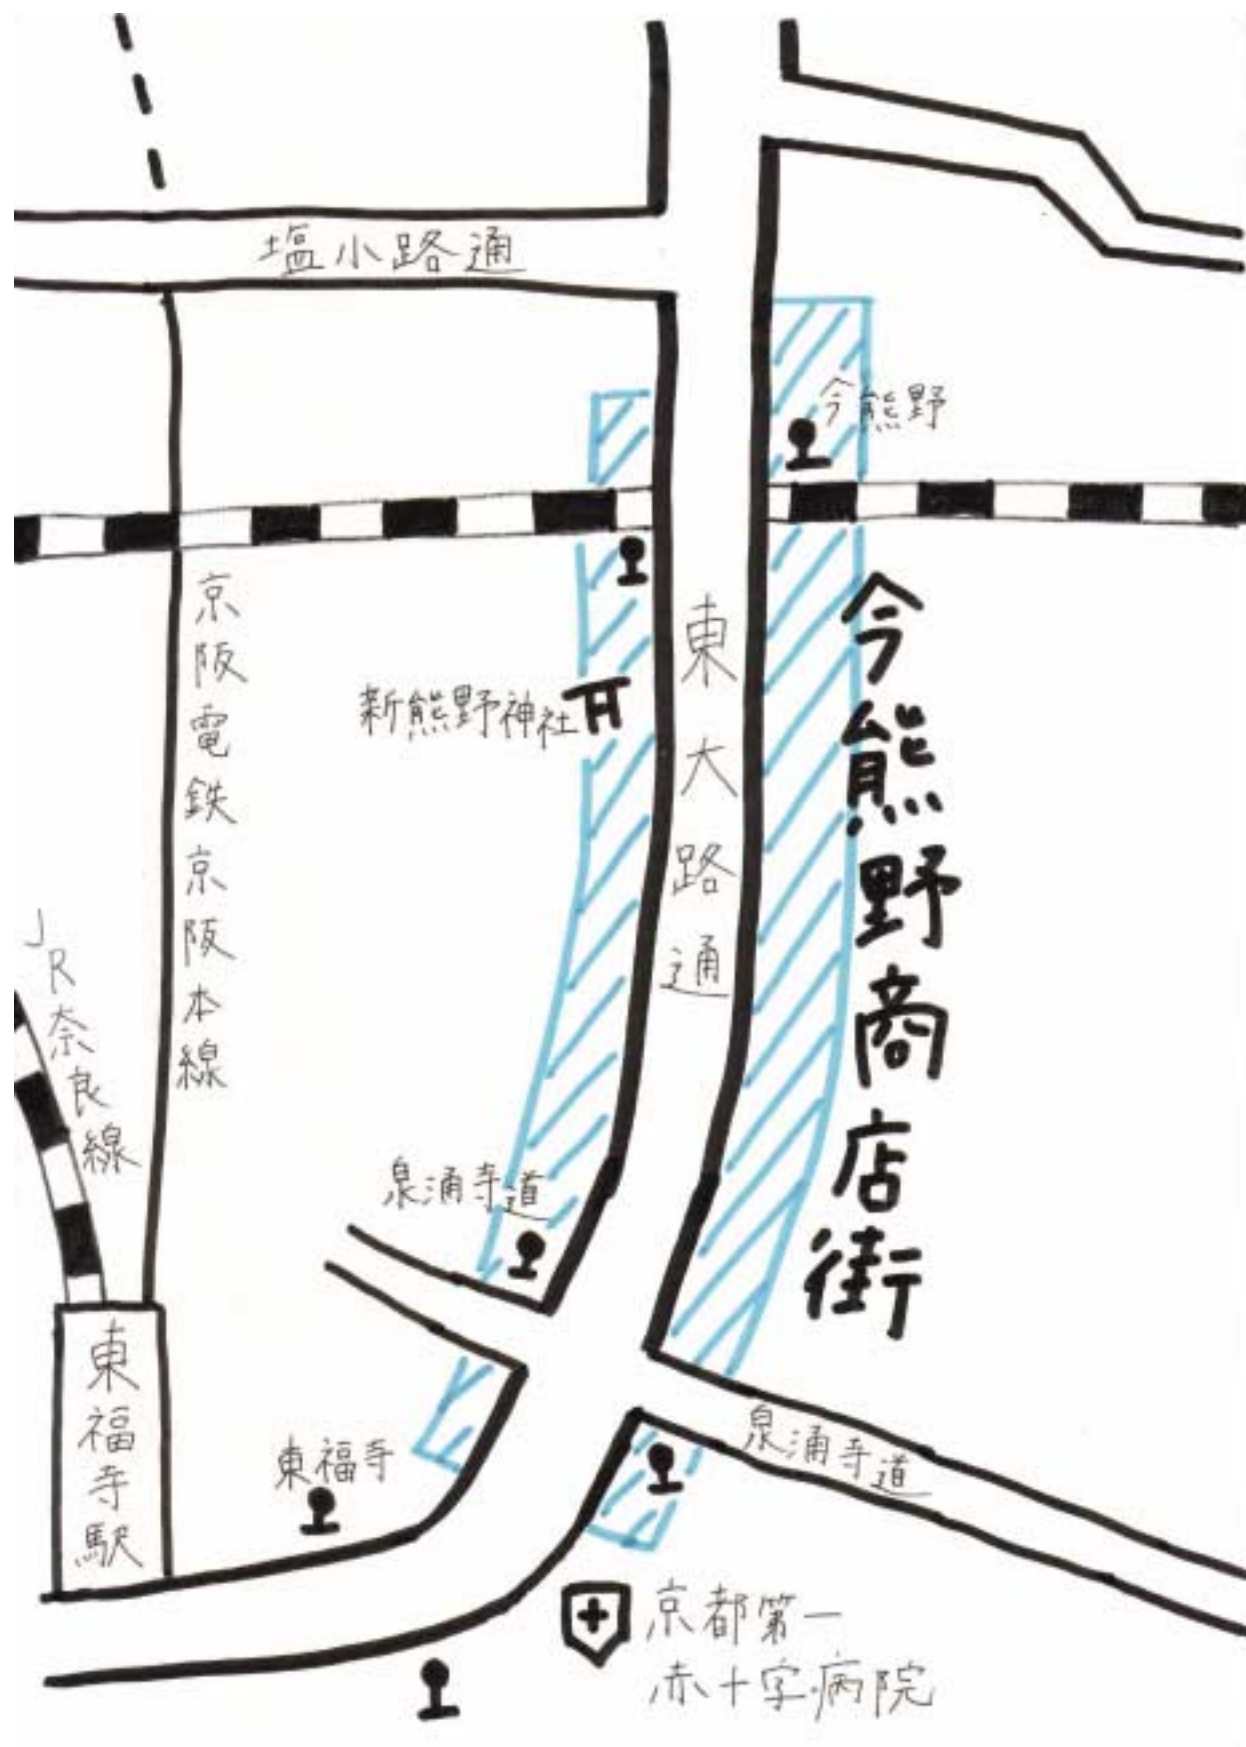 塩小路通
今熊野
京阪電鉄京阪本線
新熊野神社
東大路通
今熊野商店街
JR奈良線
泉涌寺道
東福寺駅
東福寺
泉涌寺道
京都第一
赤十字病院